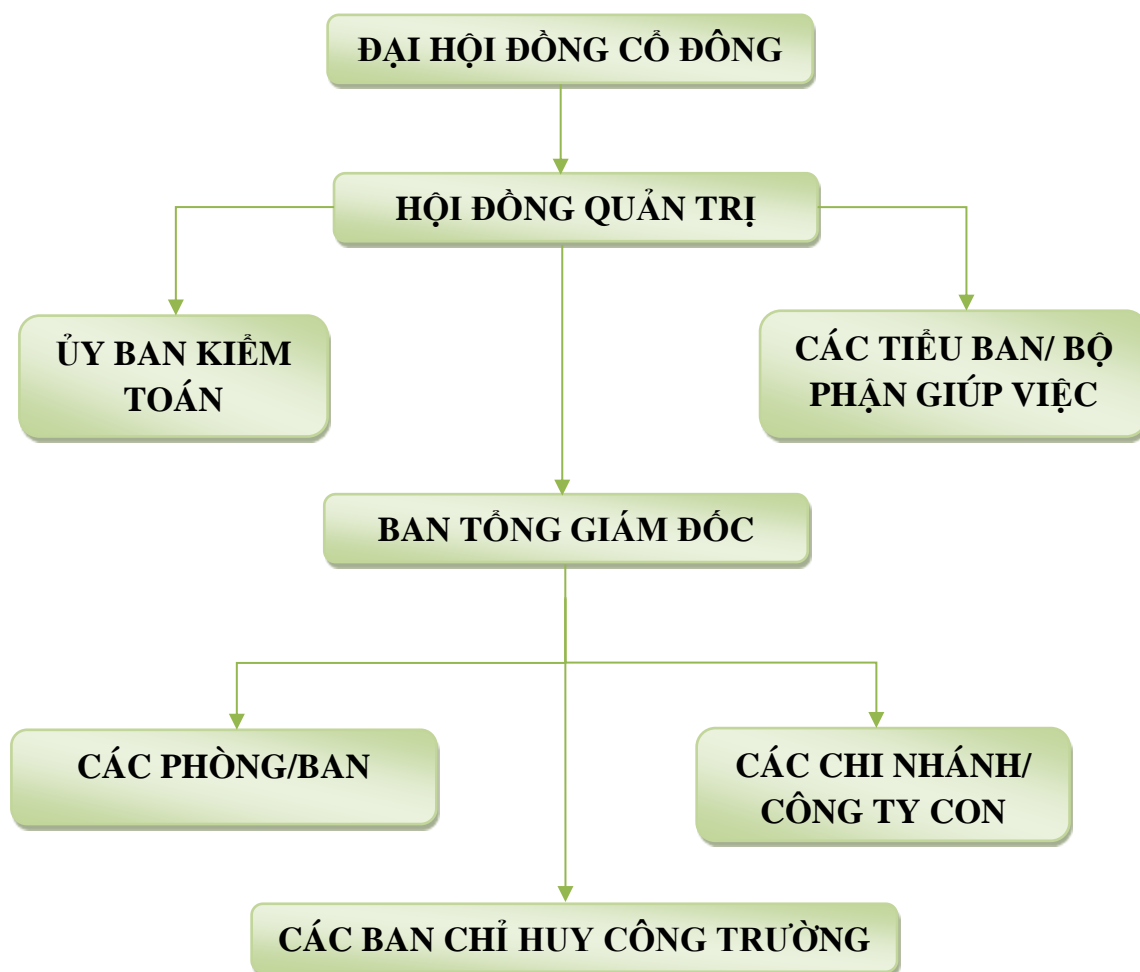 ĐẠI HỘI ĐỒNG CỔ ĐÔNG
HỘI ĐỒNG QUẢN TRỊ
ỦY BAN KIỂM
TOÁN
CÁC TIỂU BAN/ BỘ
PHẬN GIÚP VIỆC
BAN TỔNG GIÁM ĐỐC
CÁC PHÒNG/BAN
CÁC CHI NHÁNH/
CÔNG TY CON
CÁC BAN CHỈ HUY CÔNG TRƯỜNG